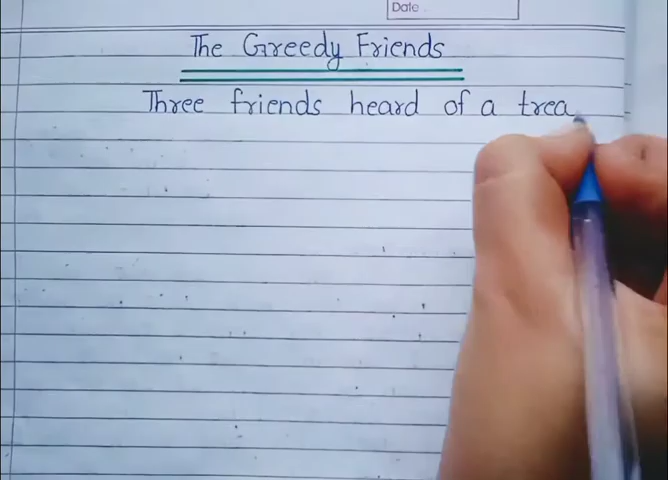 Date
The Greedy Friends
Three friends heard of a trea